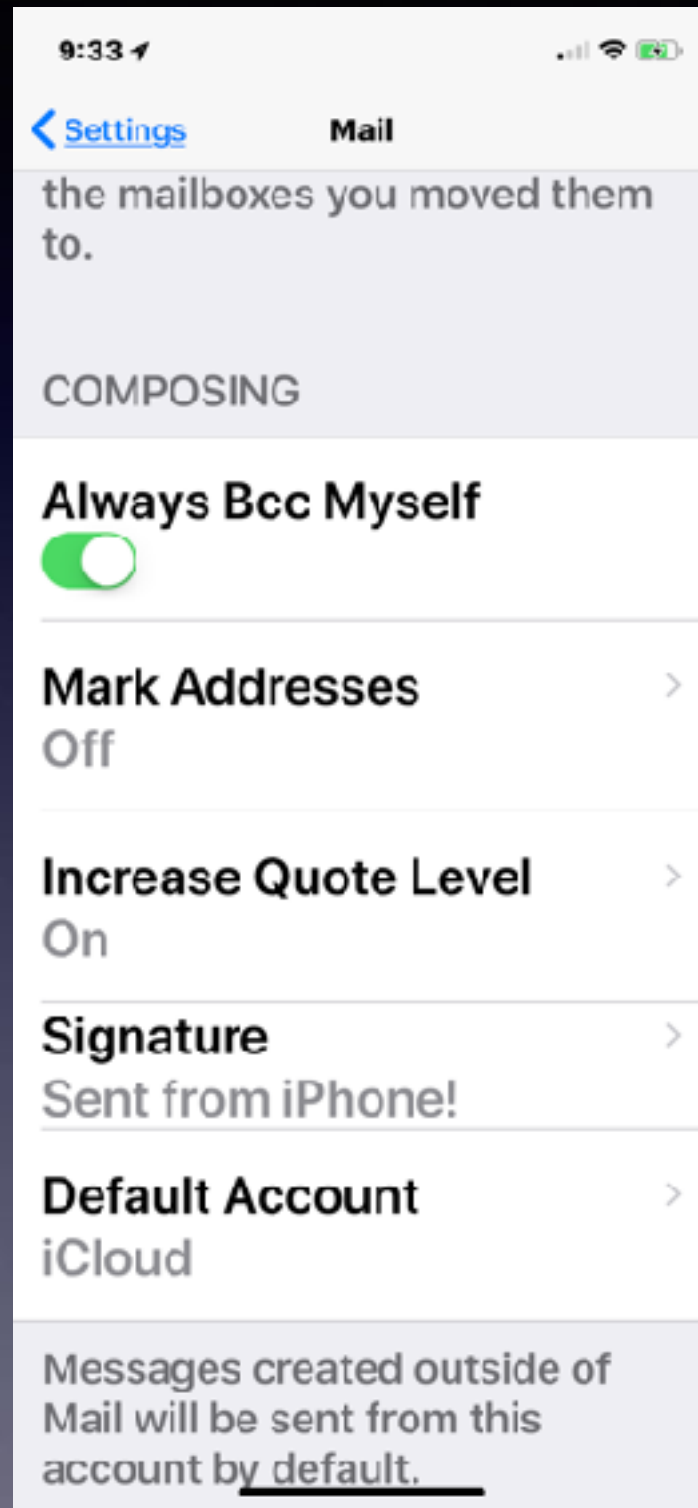 9:33
Settings
Mail
the mailboxes you moved them
to.
COMPOSING
Always Bcc Myself
Mark Addresses
Off
Increase Quote Level
On
Signature
Sent from iPhone!
Default Account
iCloud
Messages created outside of
Mail will be sent from this
account by default.